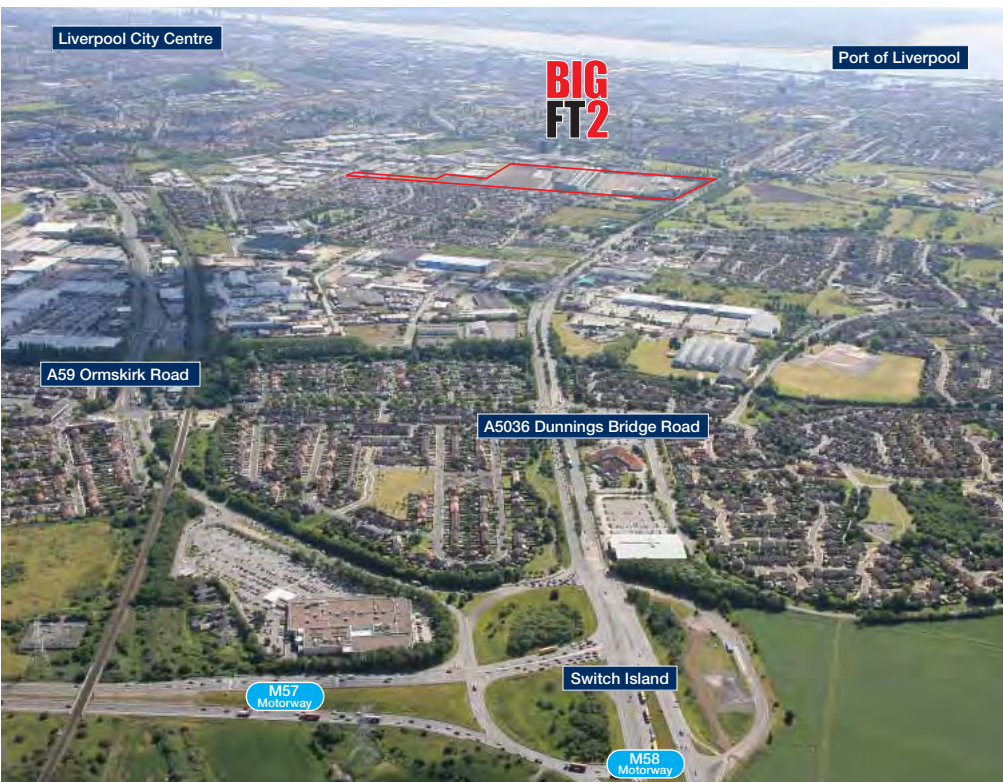 Liverpool City Centre
Port of Liverpool
BIG
FT2
A59 Ormskirk Road
A5036 Dunnings Bridge Road
Switch Island
M57
Motorway
M58
Motorway